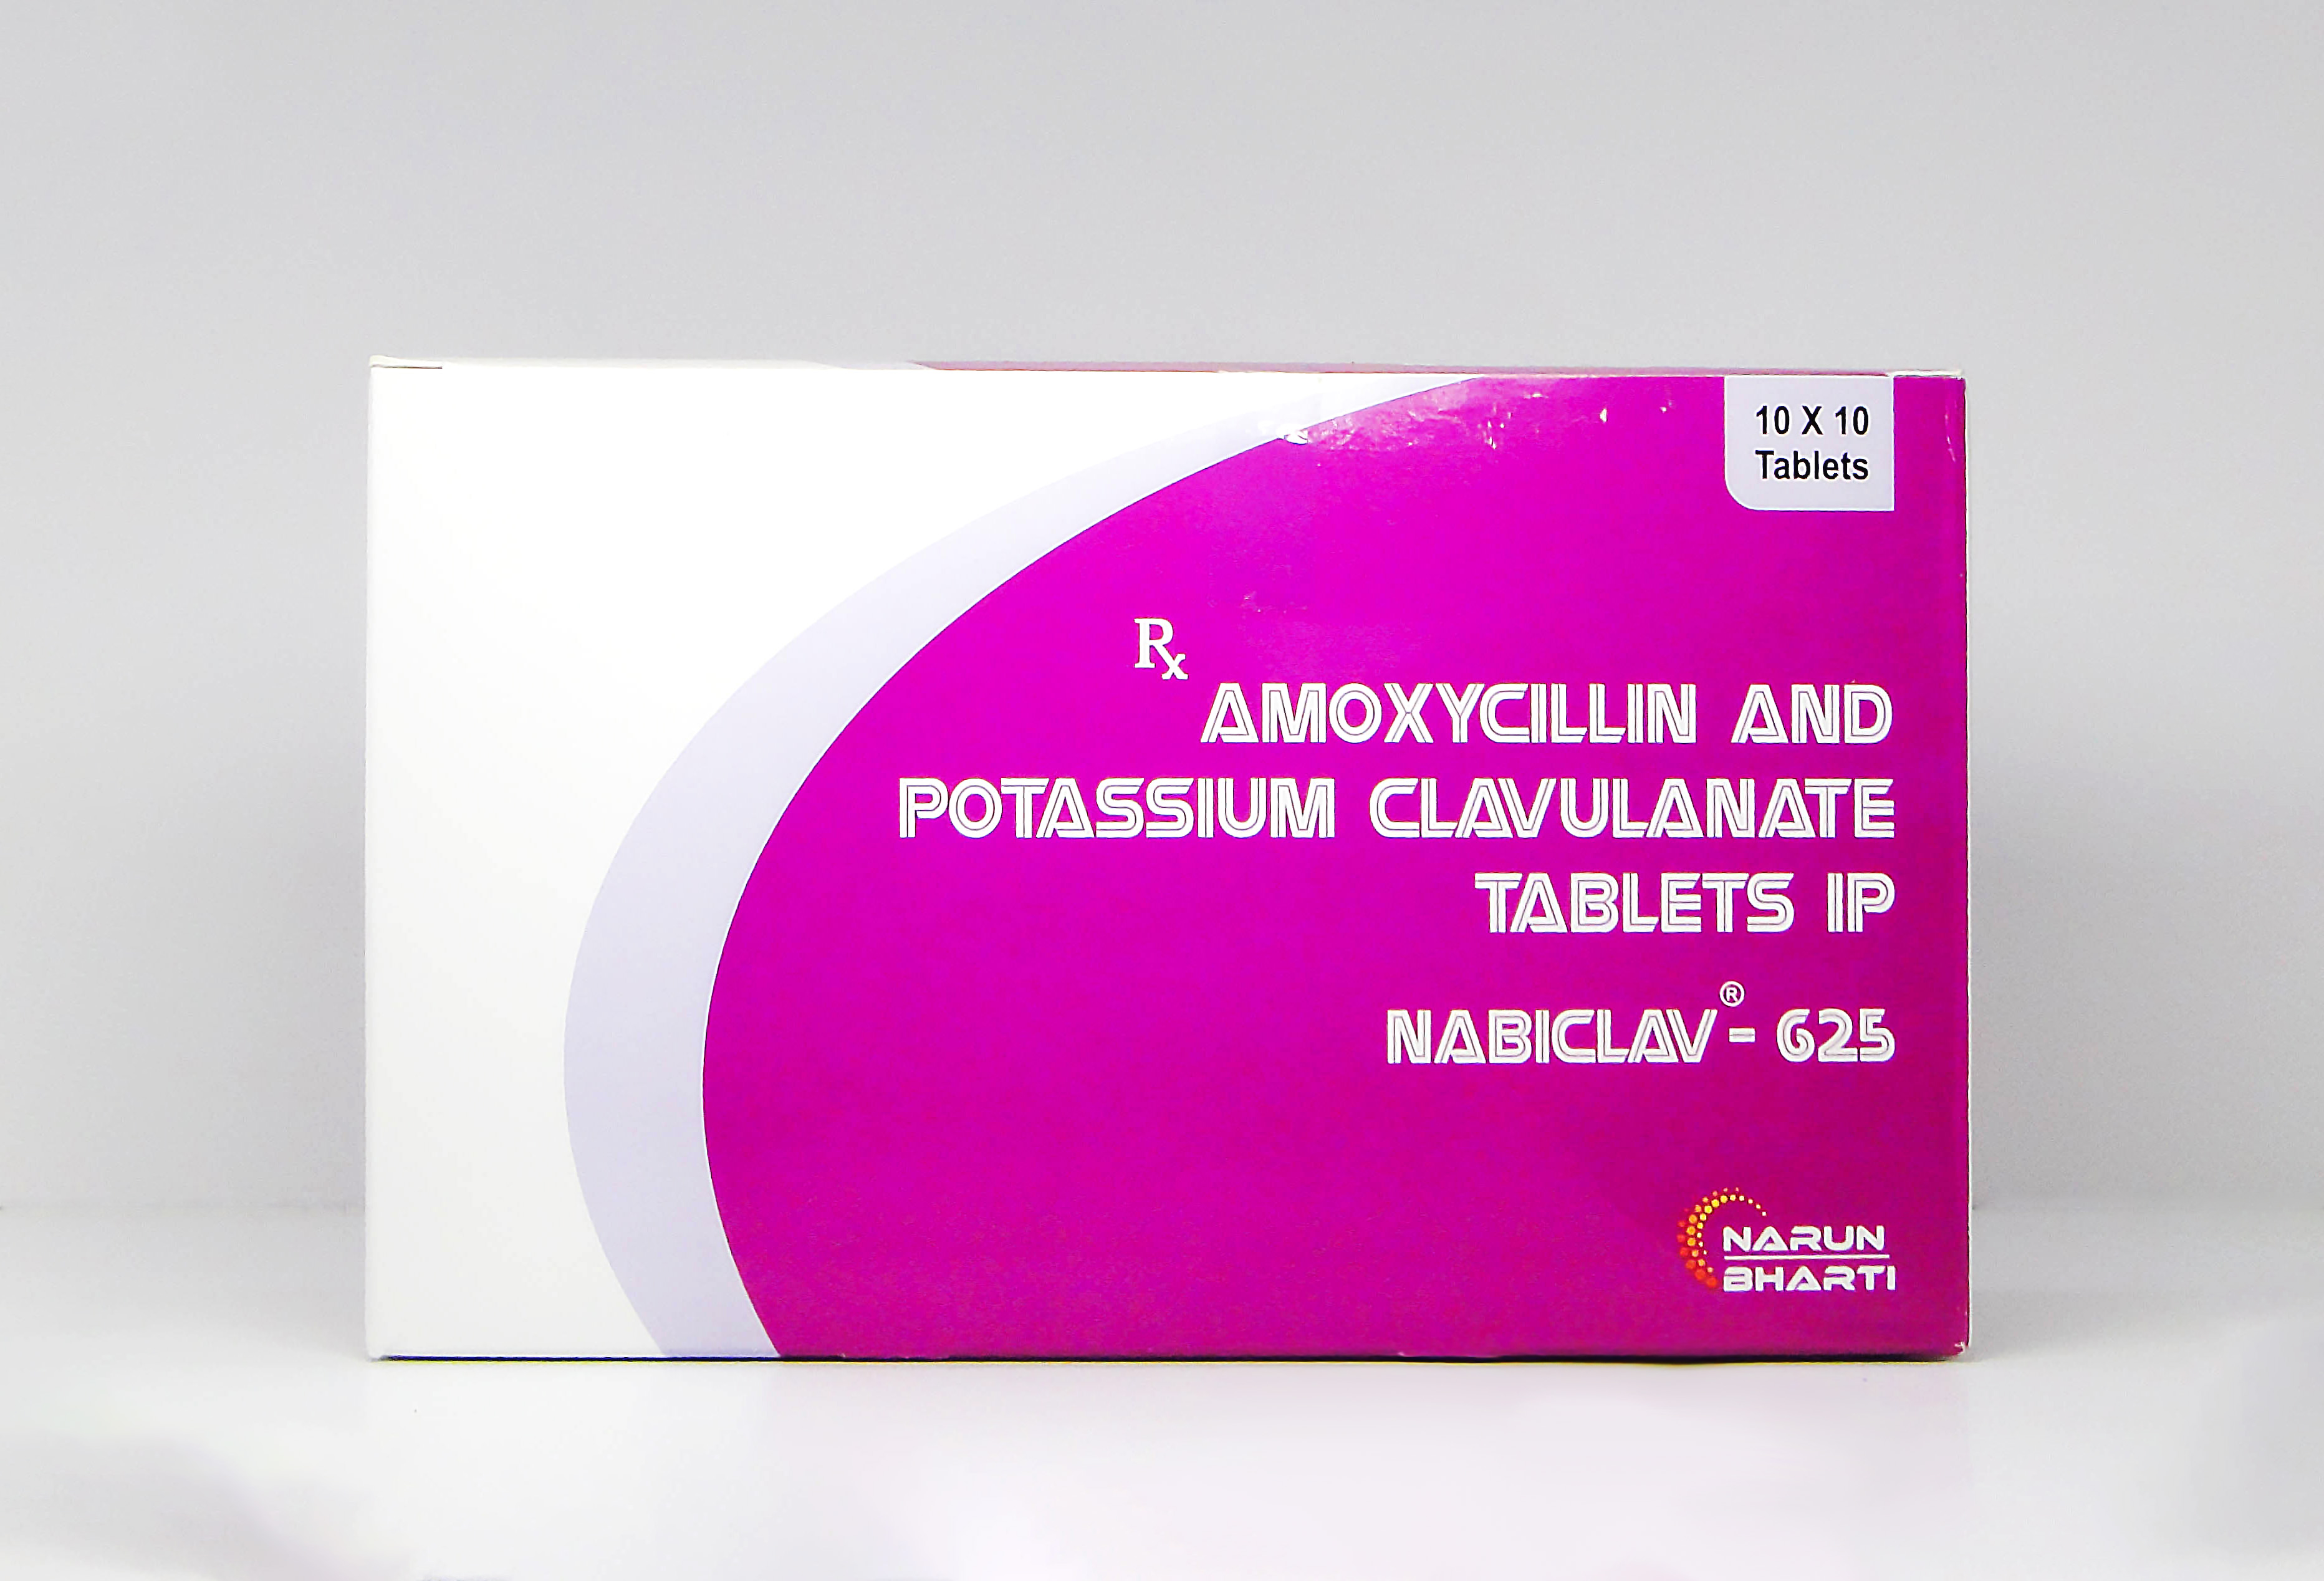 10 X 10
Tablets
Rx
AMOXYCILLIN AND
POTASSIUM CLAVULANATE
TABLETS IP
NABICLAV®- 625
NARUN
BHARTI